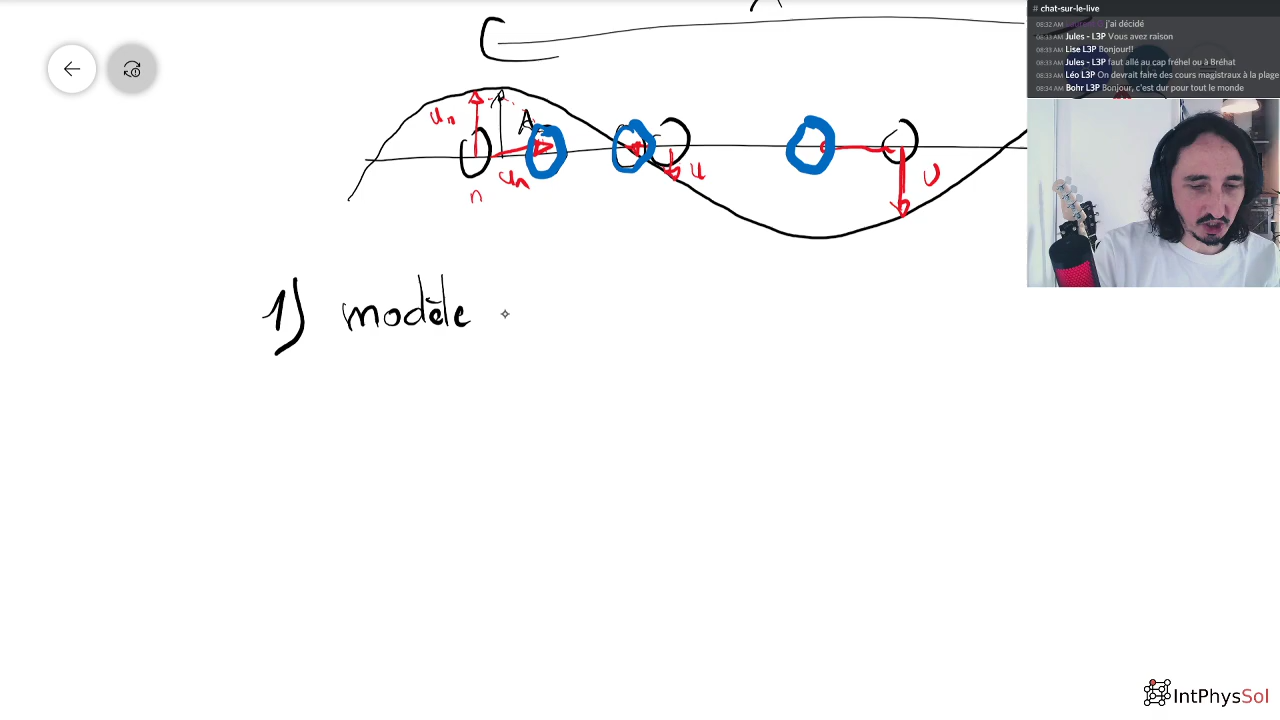 # chat-sur-le-live
08:32 AM j'ai décidé
08:33 AM Jules - L3P Vous avez raison
08:33 AM Lise L3P Bonjour!!
08:33 AM Jules - L3P faut allé au cap fréhel ou à Bréhat
08:33 AM Léo L3P On devrait faire des cours magistraux à la plage
08:34 AM Bohr L3P Bonjour, c'est dur pour tout le monde
un A
un
n
u
U
1) modèle
IntPhysSol